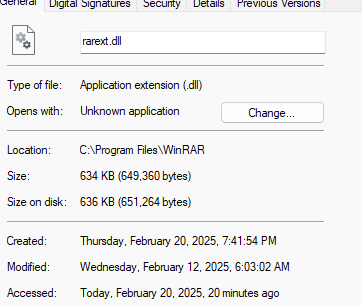 General Digital Signatures Security Details Previous Versions
rarext.dll
Type of file: Application extension (.dll)
Opens with: Unknown application Change...
Location: C:\Program Files\WinRAR
Size: 634 KB (649,360 bytes)
Size on disk: 636 KB (651,264 bytes)
Created: Thursday, February 20, 2025, 7:41:54 PM
Modified: Wednesday, February 12, 2025, 6:03:02 AM
Accessed: Today, February 20, 2025, 20 minutes ago